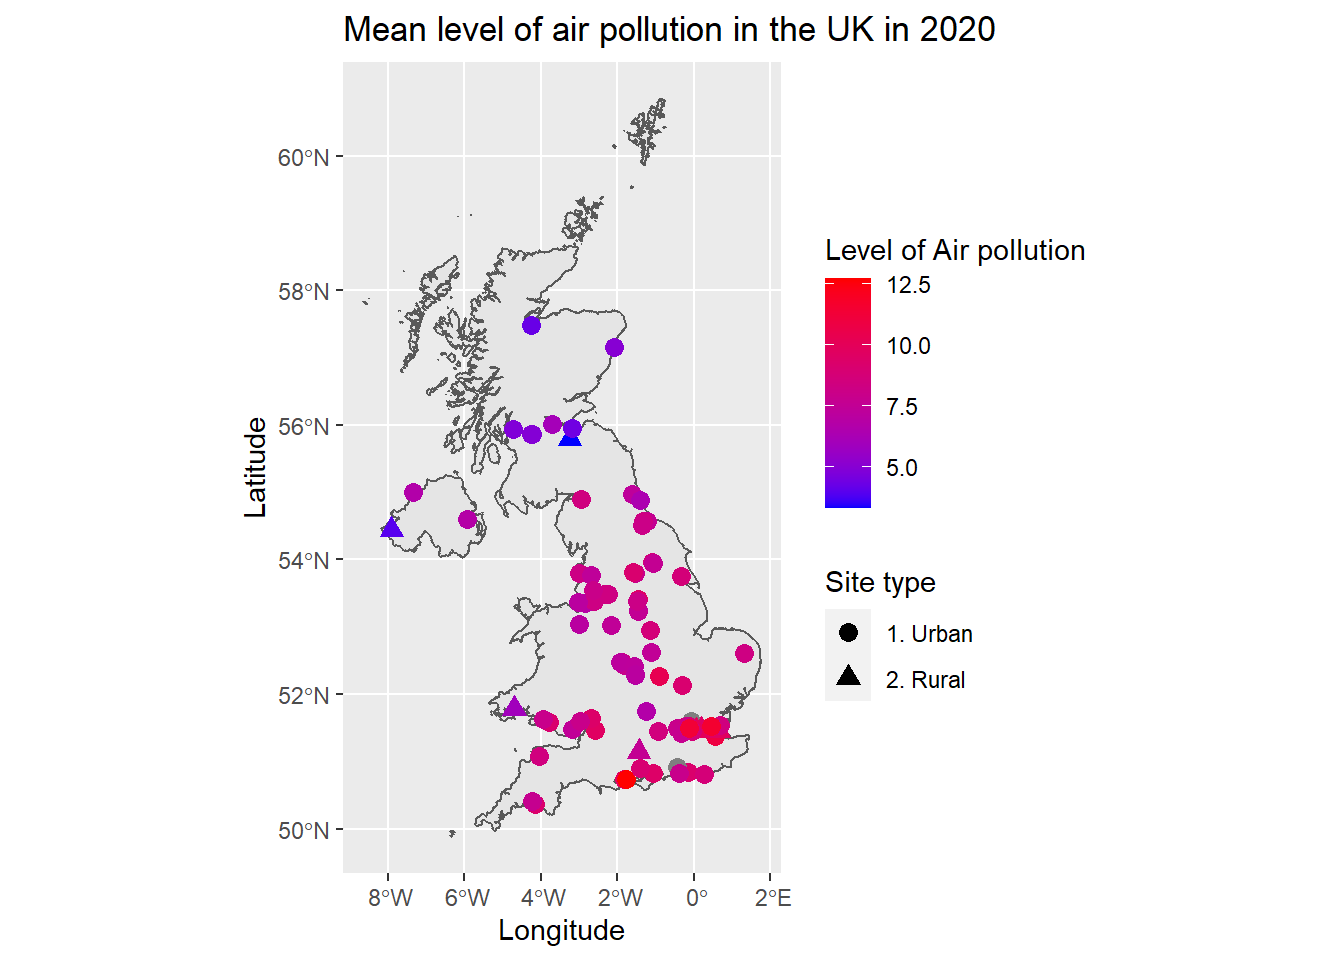 Mean level of air pollution in the UK in 2020
60°N
58°N
56°N
54°N
52°N
50°N
Latitude
8°W 6°W 4°W 2°W 0° 2°E
Longitude
Level of Air pollution
12.5
10.0
7.5
5.0
Site type
1. Urban
2. Rural